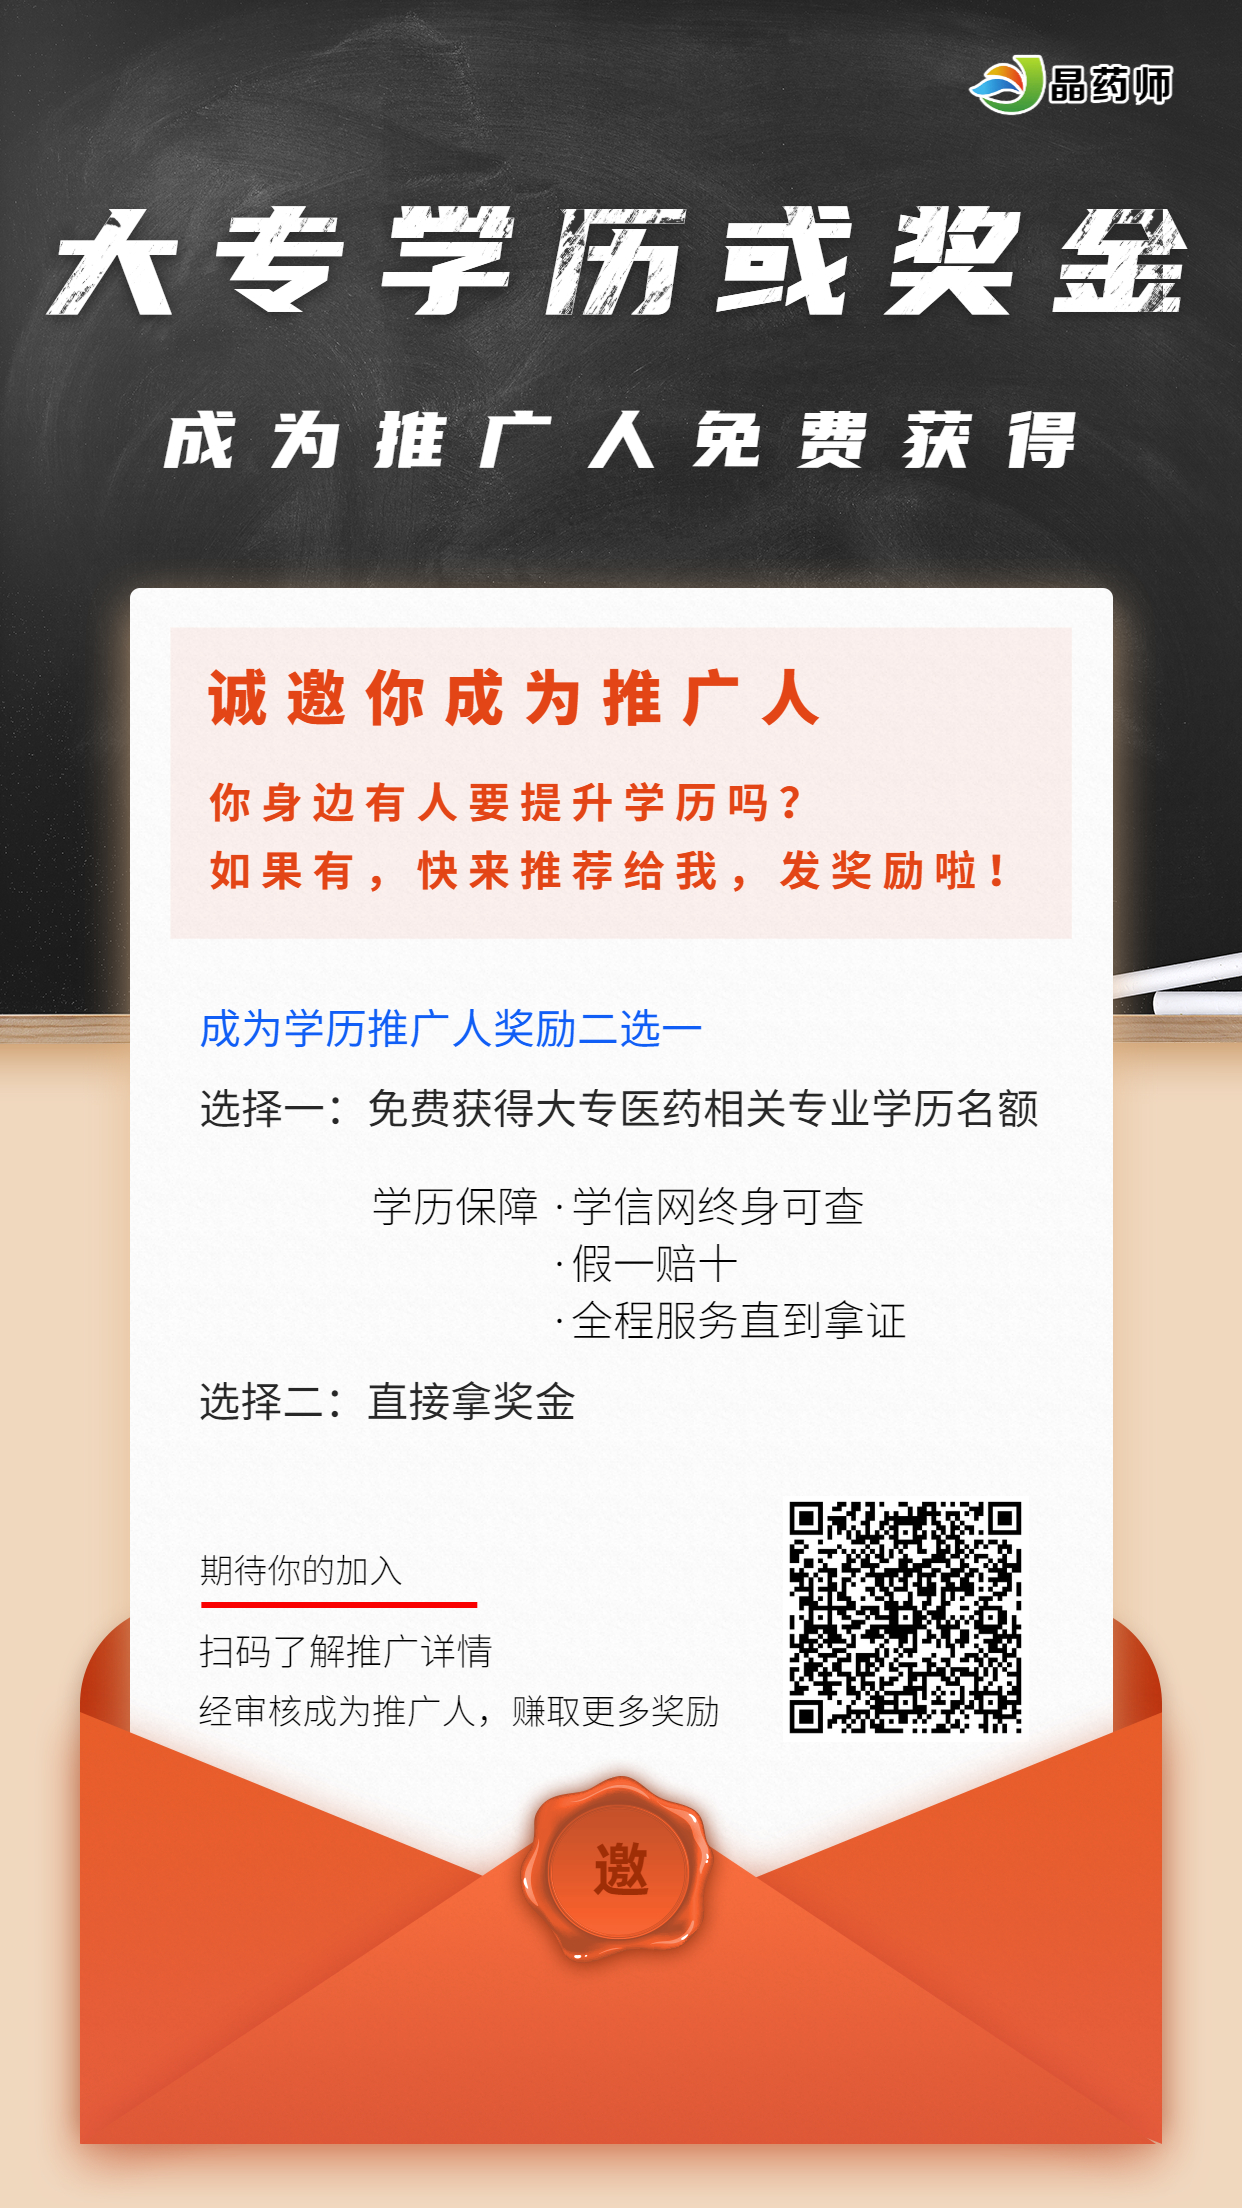 晶药师
大专学历或奖金
成为推广人免费获得
诚邀你成为推广人
你身边有人要提升学历吗？
如果有，快来推荐给我，发奖励啦！
成为学历推广人奖励二选一
选择一：免费获得大专医药相关专业学历名额
学历保障 ·学信网终身可查
·假一赔十
·全程服务直到拿证
选择二：直接拿奖金
期待你的加入
扫码了解推广详情
经审核成为推广人，赚取更多奖励
邀